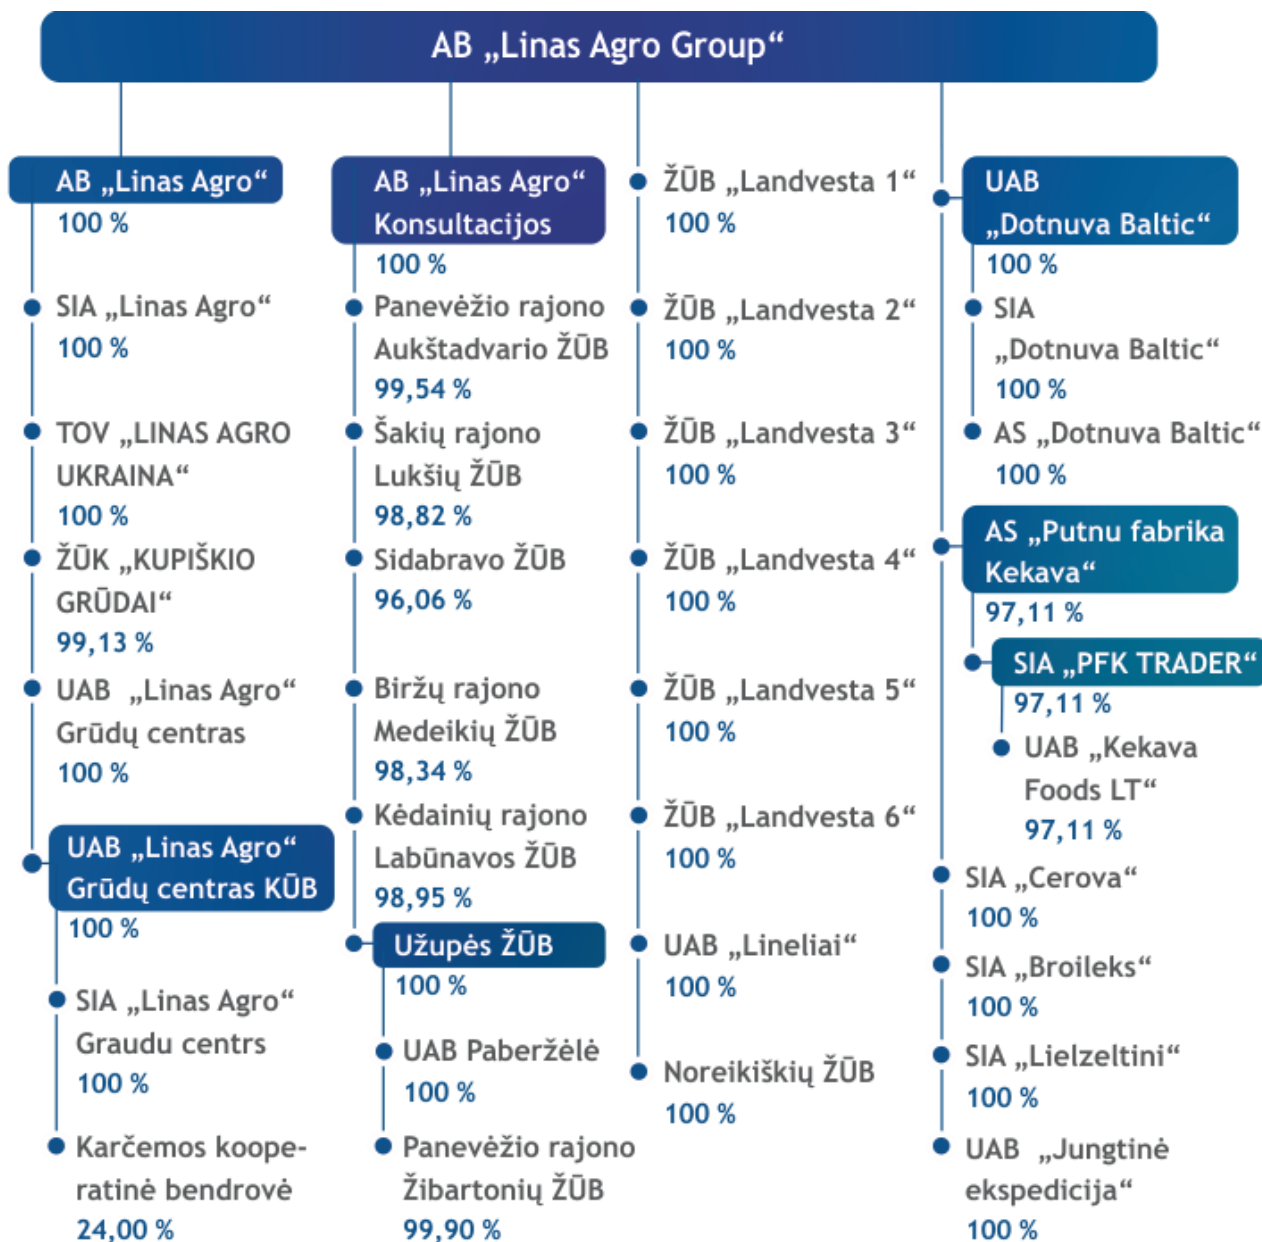 AB „Linas Agro Group“
AB „Linas Agro“
100 %
SIA „Linas Agro“
100 %
TOV „LINAS AGRO
UKRAINA“
100 %
ŽŪK „KUPIŠKIO
GRŪDAI“
99,13 %
UAB „Linas Agro“
Grūdų centras
100 %
UAB „Linas Agro“
Grūdų centras KŪB
100 %
SIA „Linas Agro“
Graudu centrs
100 %
Karčemos koope-
ratinė bendrovė
24,00 %
AB „Linas Agro“
Konsultacijos
100 %
Panevėžio rajono
Aukštadvario ŽŪB
99,54 %
Šakių rajono
Lukšių ŽŪB
98,82 %
Sidabravo ŽŪB
96,06 %
Biržų rajono
Medeikių ŽŪB
98,34 %
Kėdainių rajono
Labūnavos ŽŪB
98,95 %
Užupės ŽŪB
100 %
UAB Paberžėlė
100 %
Panevėžio rajono
Žibartonių ŽŪB
99,90 %
ŽŪB „Landvesta 1“
100 %
ŽŪB „Landvesta 2“
100 %
ŽŪB „Landvesta 3“
100 %
ŽŪB „Landvesta 4“
100 %
ŽŪB „Landvesta 5“
100 %
ŽŪB „Landvesta 6“
100 %
UAB „Lineliai“
100 %
Noreikiškių ŽŪB
100 %
UAB
„Dotnuva Baltic“
100 %
SIA
„Dotnuva Baltic“
100 %
AS „Dotnuva Baltic“
100 %
AS „Putnu fabrika
Kekava“
97,11 %
SIA „PFK TRADER“
97,11 %
UAB „Kekava
Foods LT“
97,11 %
SIA „Cerova“
100 %
SIA „Broileks“
100 %
SIA „Lielzeltini“
100 %
UAB „Jungtinė
ekspedicija“
100 %